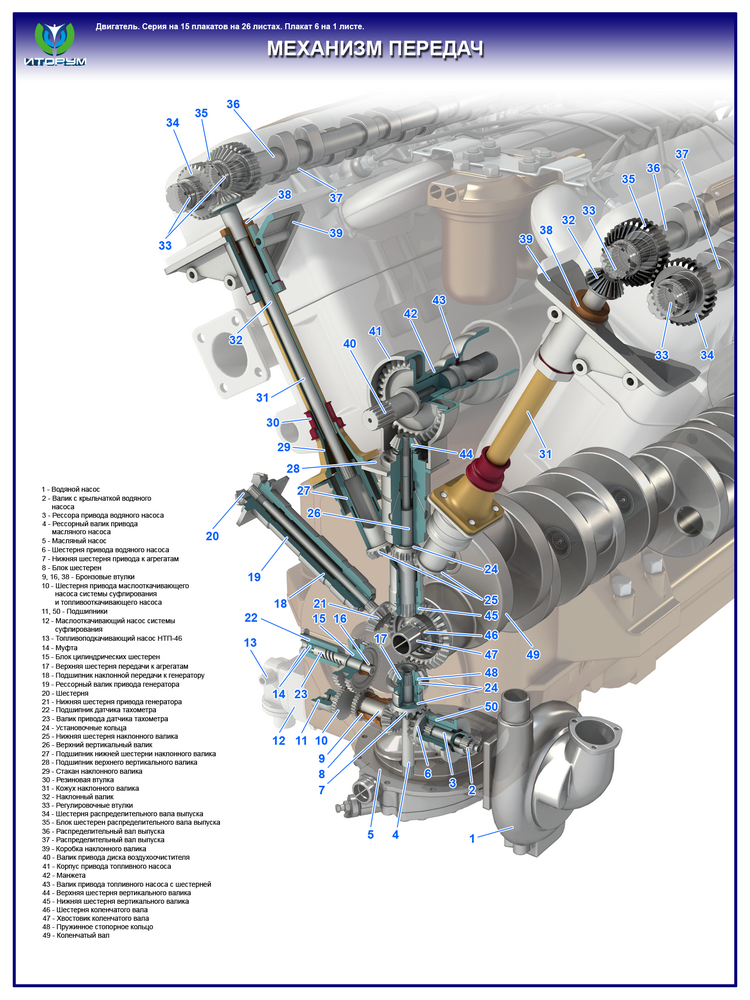 Двигатель. Серия на 15 плакатов на 26 листах. Плакат 6 на 1 листе.
ИТОРУМ
МЕХАНИЗМ ПЕРЕДАЧ
36
35
34
37
38
39
33
32
31
30
29
28
27
20
19
18
43
42
41
40
44
26
24
25
45
46
47
48
24
50
21
22
16
15
17
13
14
23
12
11
10
9
8
7
6
5
4
3
2
1
49
37
36
35
33
32
38
39
33
34
31
1 - Водяной насос
2 - Валик с крыльчаткой водяного
насоса
3 - Рессора привода водяного насоса
4 - Рессорный валик привода
масляного насоса
5 - Масляный насос
6 - Шестерня привода водяного насоса
7 - Нижняя шестерня привода к агрегатам
8 - Блок шестерен
9, 16, 38 - Бронзовые втулки
10 - Шестерня привода маслооткачивающего
насоса системы суфлирования
и топливооткачивающего насоса
11, 50 - Подшипники
12 - Маслооткачивающий насос системы
суфлирования
13 - Топливоподкачивающий насос НТП-46
14 - Муфта
15 - Блок цилиндрических шестерен
17 - Верхняя шестерня передачи к агрегатам
18 - Подшипник наклонной передачи к генератору
19 - Рессорный валик привода генератора
20 - Шестерня
21 - Нижняя шестерня привода генератора
22 - Подшипник датчика тахометра
23 - Валик привода датчика тахометра
24 - Установочные кольца
25 - Нижняя шестерня наклонного валика
26 - Верхний вертикальный валик
27 - Подшипник нижней шестерни наклонного валика
28 - Подшипник верхнего вертикального валика
29 - Стакан наклонного валика
30 - Резиновая втулка
31 - Кожух наклонного валика
32 - Наклонный валик
33 - Регулировочные втулки
34 - Шестерня распределительного вала выпуска
35 - Блок шестерен распределительного вала выпуска
36 - Распределительный вал выпуска
37 - Распределительный вал выпуска
39 - Коробка наклонного валика
40 - Валик привода диска воздухоочистителя
41 - Корпус привода топливного насоса
42 - Манжета
43 - Валик привода топливного насоса с шестерней
44 - Верхняя шестерня вертикального валика
45 - Нижняя шестерня вертикального валика
46 - Шестерня коленчатого вала
47 - Хвостовик коленчатого вала
48 - Пружинное стопорное кольцо
49 - Коленчатый вал